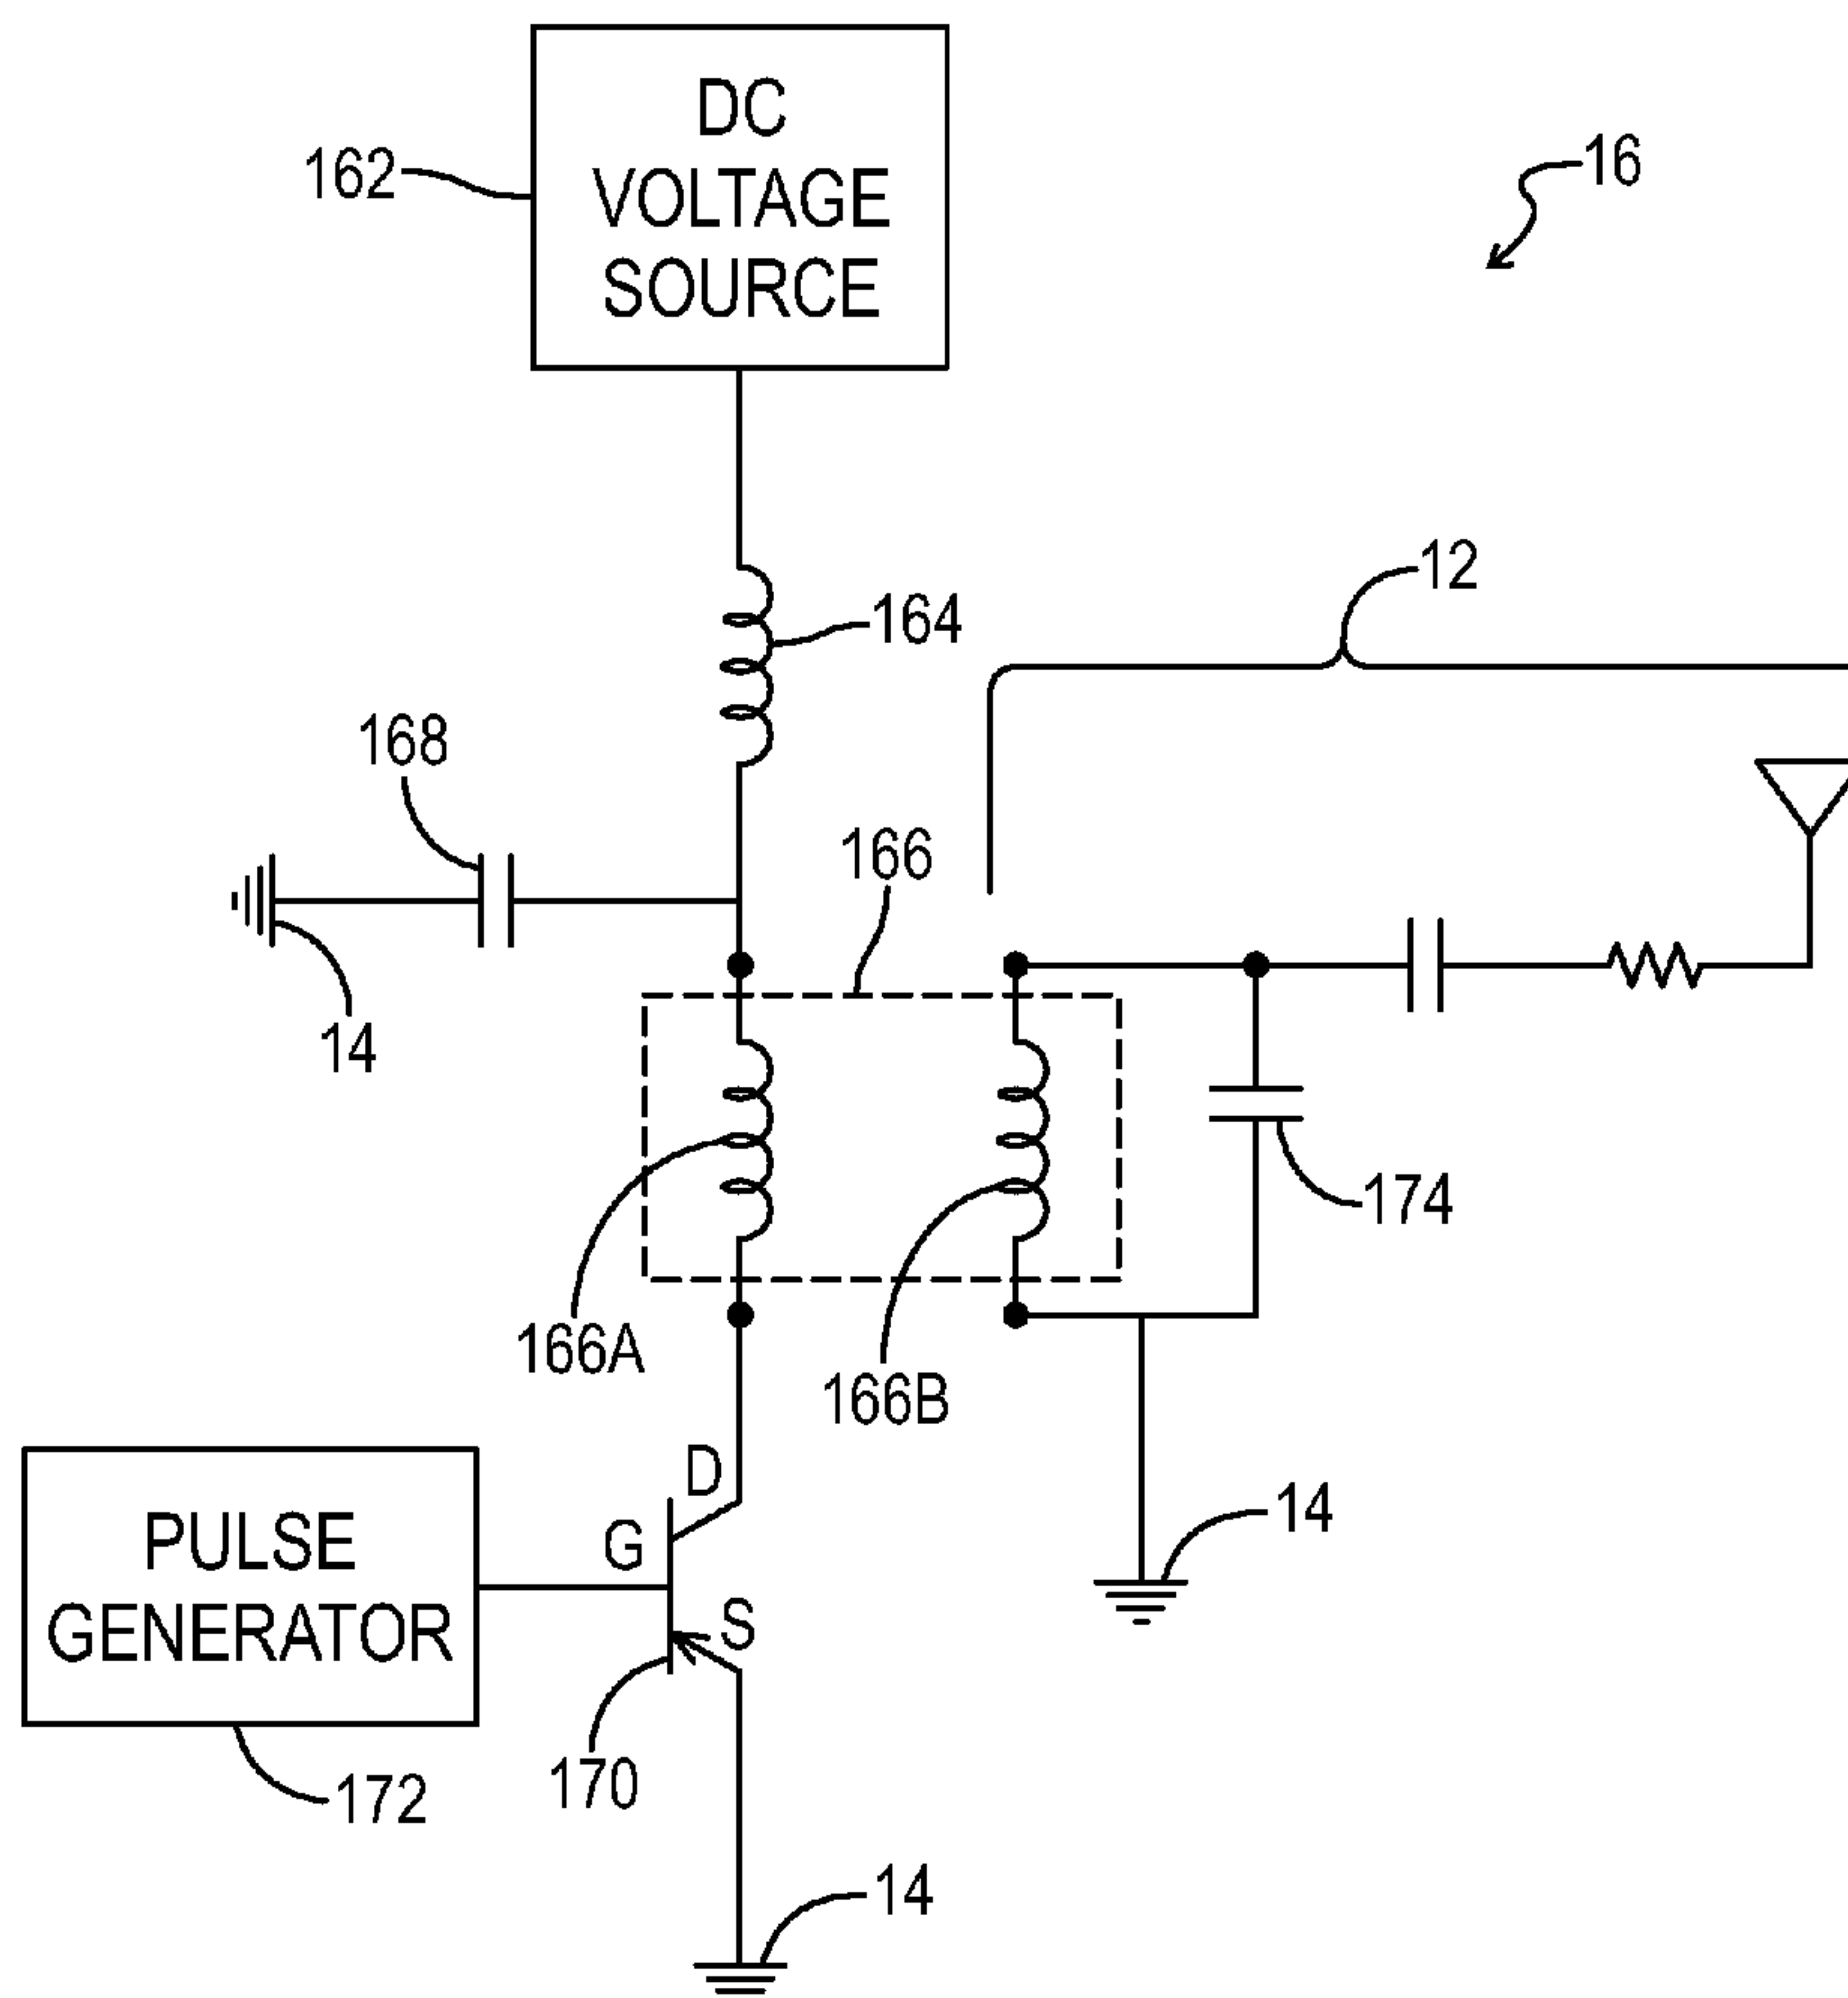 DC
VOLTAGE
SOURCE
162
16
164
12
168
166
14
174
166A
166B
D
G
S
PULSE
GENERATOR
14
170
172
14